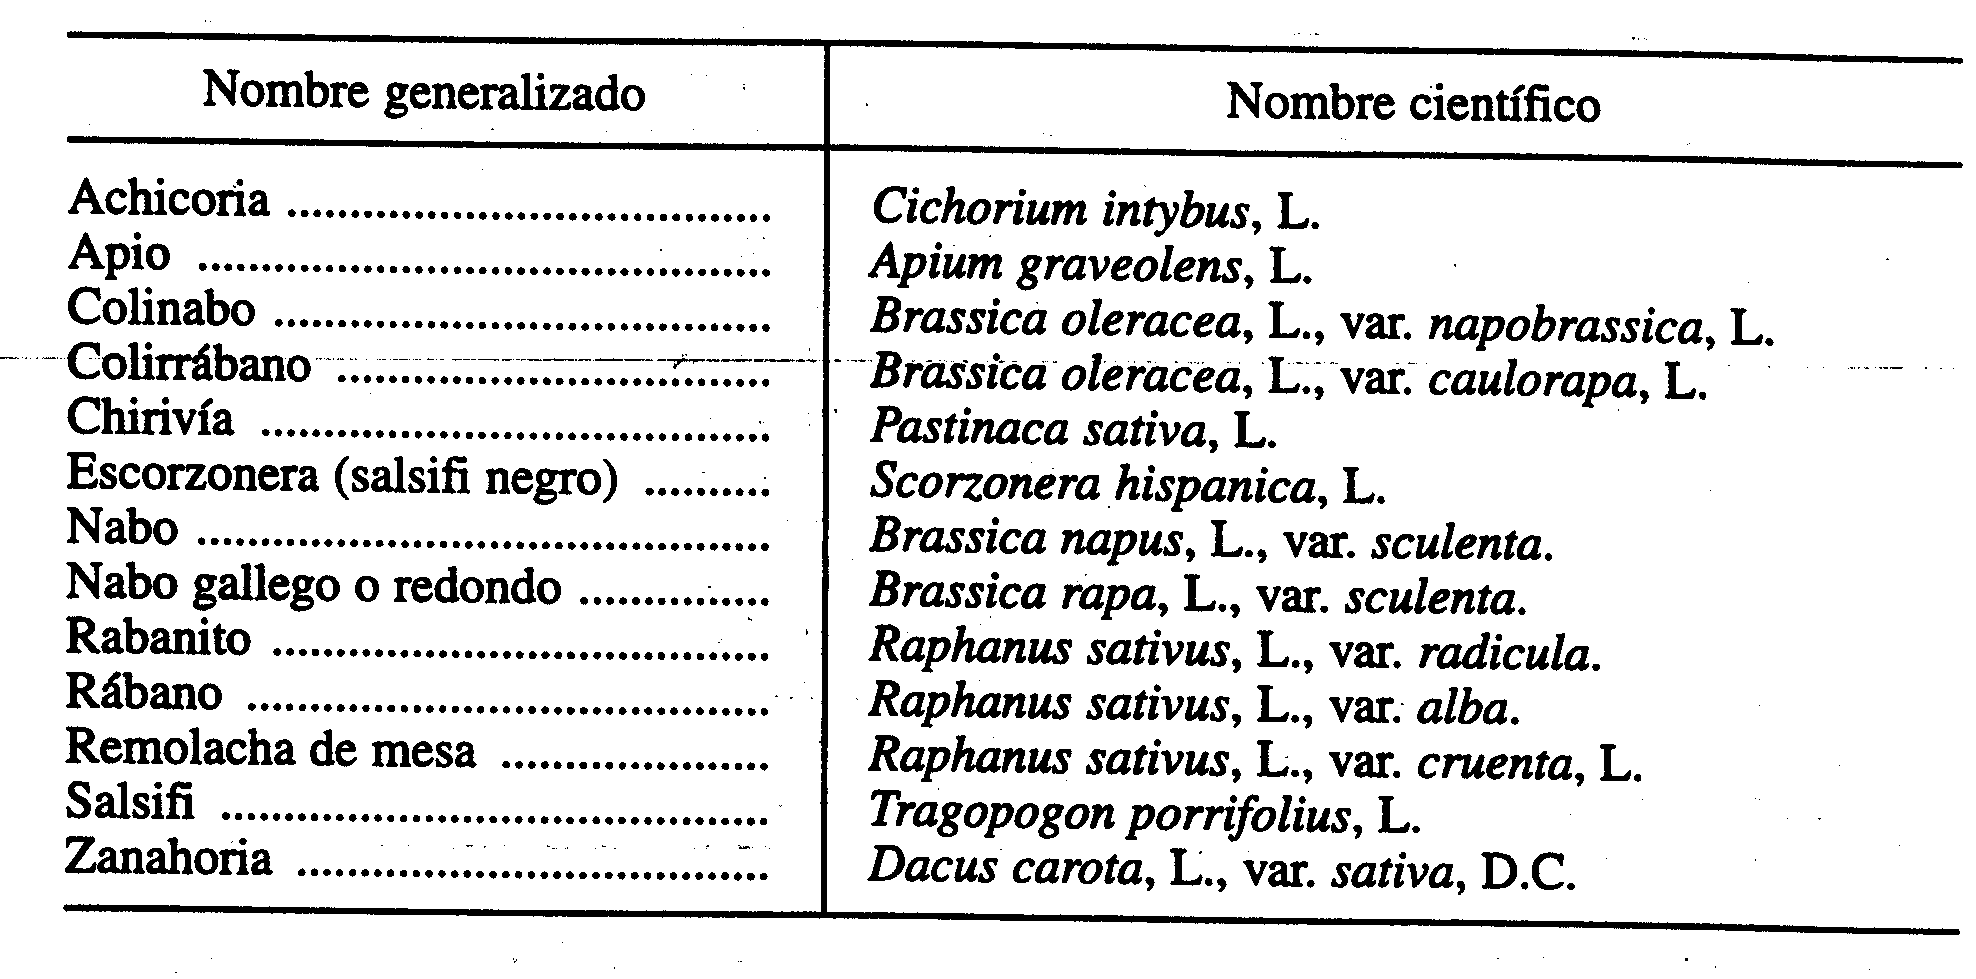 Nombre generalizado Nombre científico
Achicoria ...................................... Cichorium intybus, L.
Apio ............................................. Apium graveolens, L.
Colinabo ....................................... Brassica oleracea, L., var. napobrassica, L.
Colirrábano .................................. Brassica oleracea, L., var. caulorapa, L.
Chirivía ........................................ Pastinaca sativa, L.
Escorzonera (salsifi negro) .......... Scorzonera hispanica, L.
Nabo ............................................. Brassica napus, L., var. sculenta.
Nabo gallego o redondo ............... Brassica rapa, L., var. sculenta.
Rabanito ....................................... Raphanus sativus, L., var. radicula.
Rábano ......................................... Raphanus sativus, L., var. alba.
Remolacha de mesa ..................... Raphanus sativus, L., var. cruenta, L.
Salsifi ........................................... Tragopogon porrifolius, L.
Zanahoria ..................................... Dacus carota, L., var. sativa, D.C.